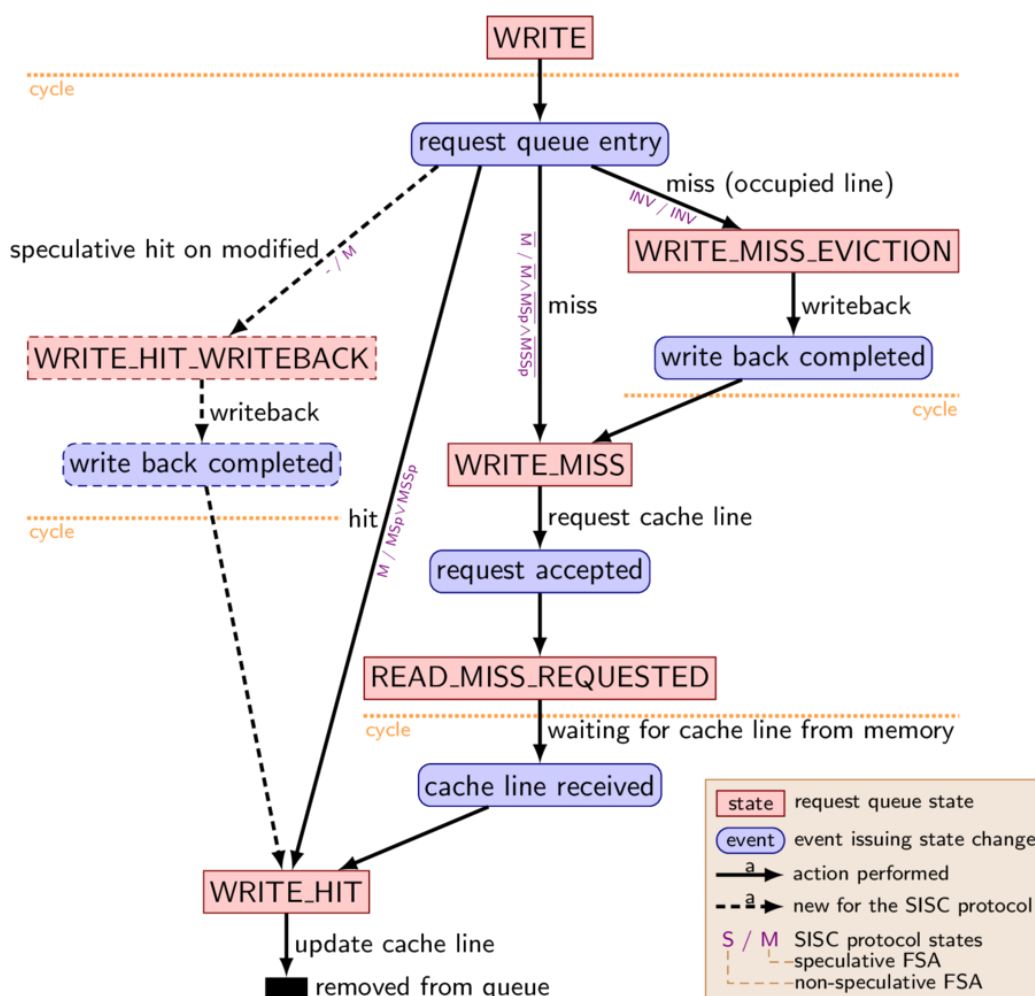 WRITE
cycle
request queue entry
miss (occupied line)
INV / INV
speculative hit on modified
- / M
WRITE_MISS_EVICTION
M̅ / M̅∧M̅S̅p̅∧M̅S̅S̅p̅
miss
writeback
WRITE_HIT_WRITEBACK
write back completed
writeback
cycle
write back completed
WRITE_MISS
M / MSp∨MSSp
hit
request cache line
cycle
request accepted
READ_MISS_REQUESTED
cycle
waiting for cache line from memory
cache line received
state
request queue state
event
event issuing state change
a
action performed
WRITE_HIT
a
new for the SISC protocol
update cache line
S / M
SISC protocol states
speculative FSA
non-speculative FSA
removed from queue